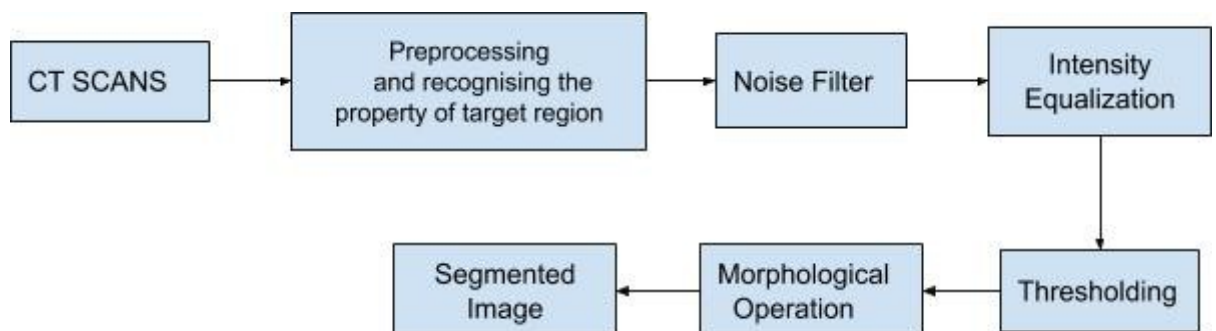 CT SCANS
Preprocessing
and recognising the
property of target region
Noise Filter
Intensity
Equalization
Thresholding
Morphological
Operation
Segmented
Image